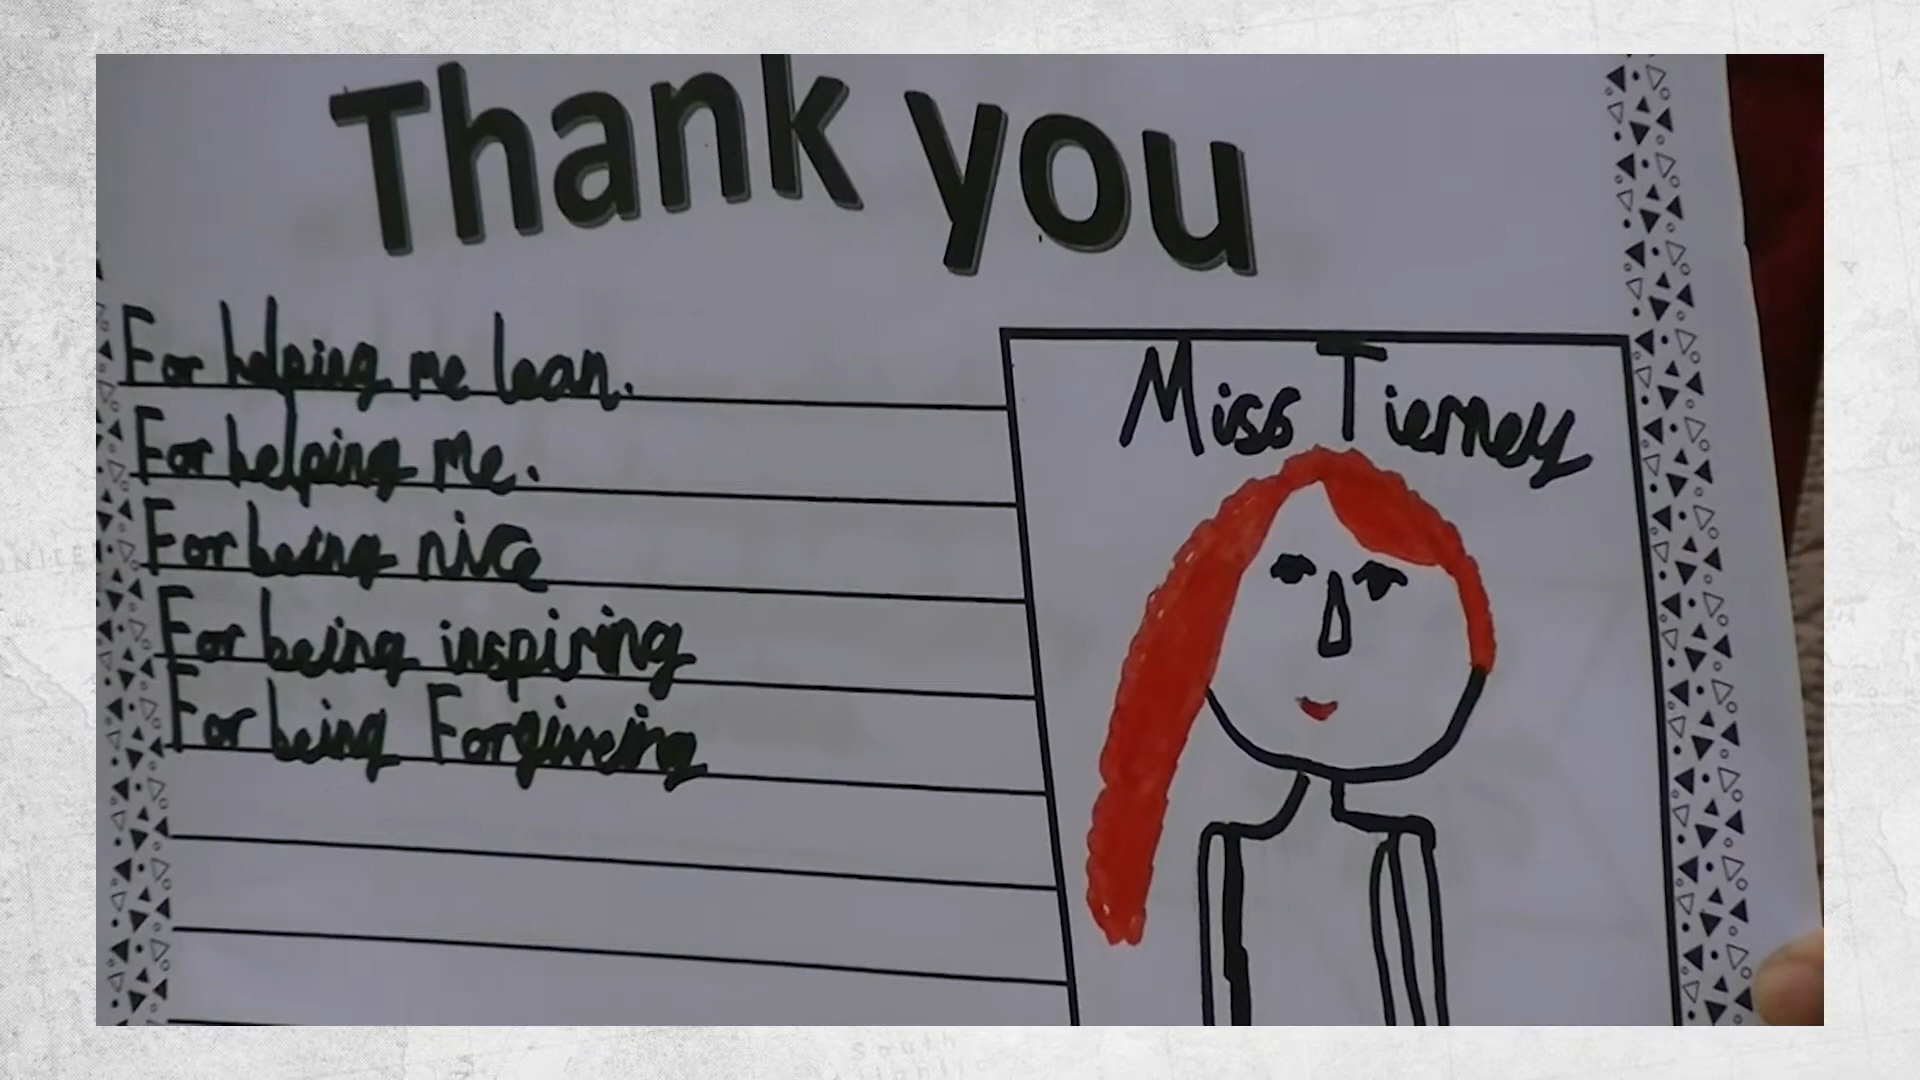 Thank you
For helping me lean.
For helping me.
For being nice
For being inspiring
For being Forgiveing
Miss Tierney